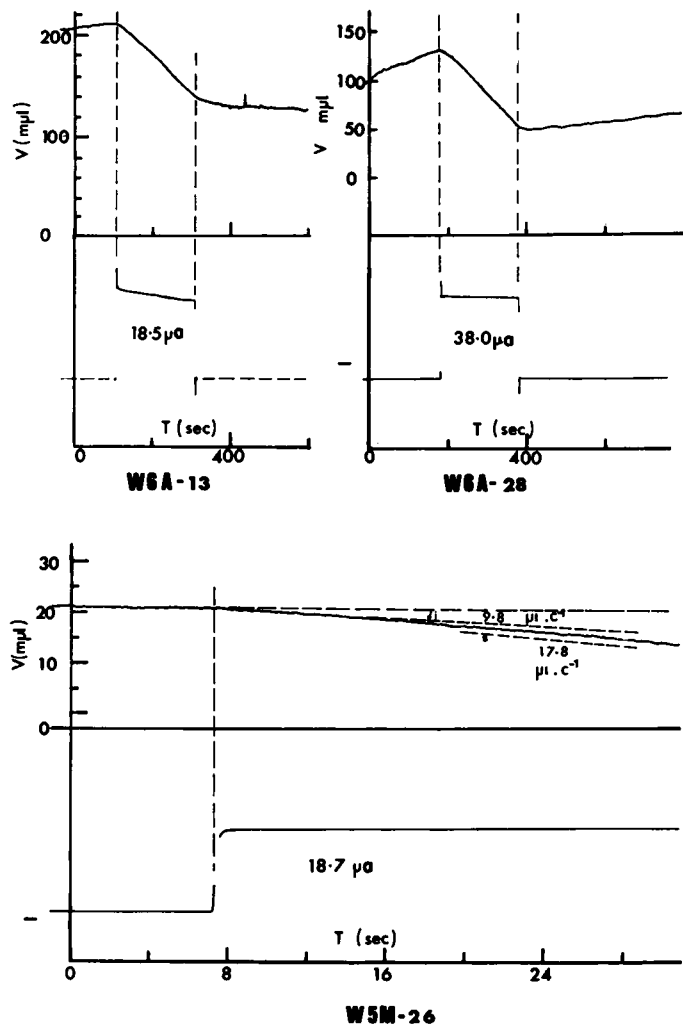 200
100
0
V (mμl)
18·5μa
T (sec)
400
W6A-13
150
100
50
0
V mμl
38·0μa
T (sec)
0
400
W6A-28
30
20
10
0
V(mμl)
9·8 μl.c⁻¹
s
17·8
μl.c⁻¹
18·7 μa
T (sec)
0
8
16
24
W5M-26